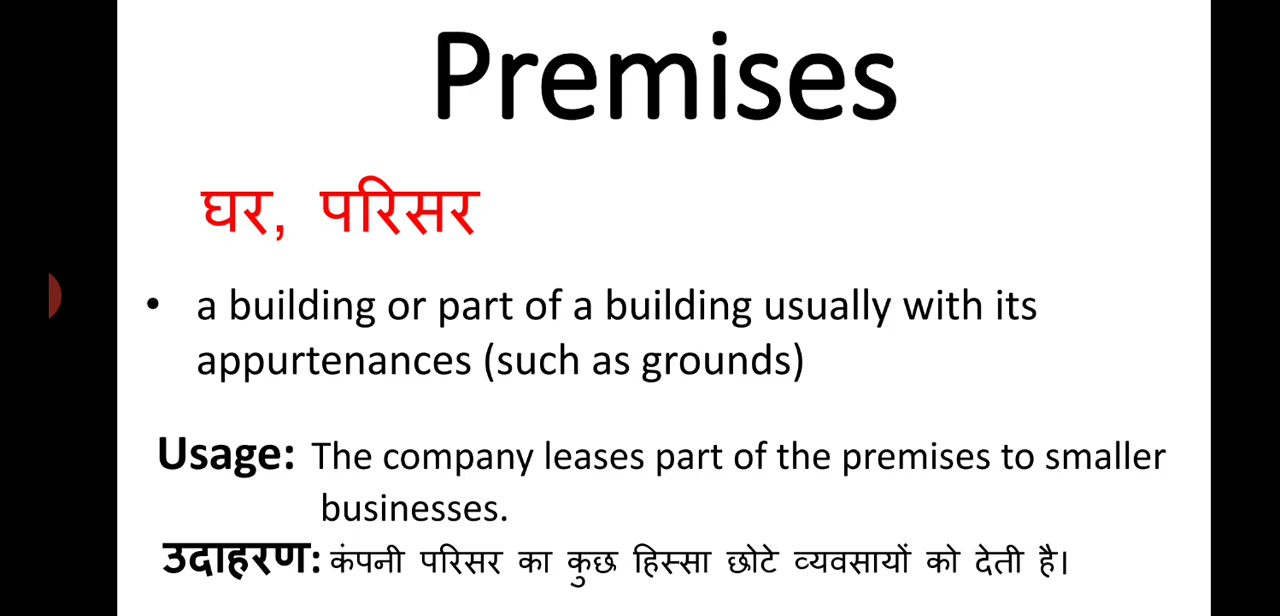 Premises
घर, परिसर
• a building or part of a building usually with its
appurtenances (such as grounds)
Usage: The company leases part of the premises to smaller
businesses.
उदाहरण: कंपनी परिसर का कुछ हिस्सा छोटे व्यवसायों को देती है।